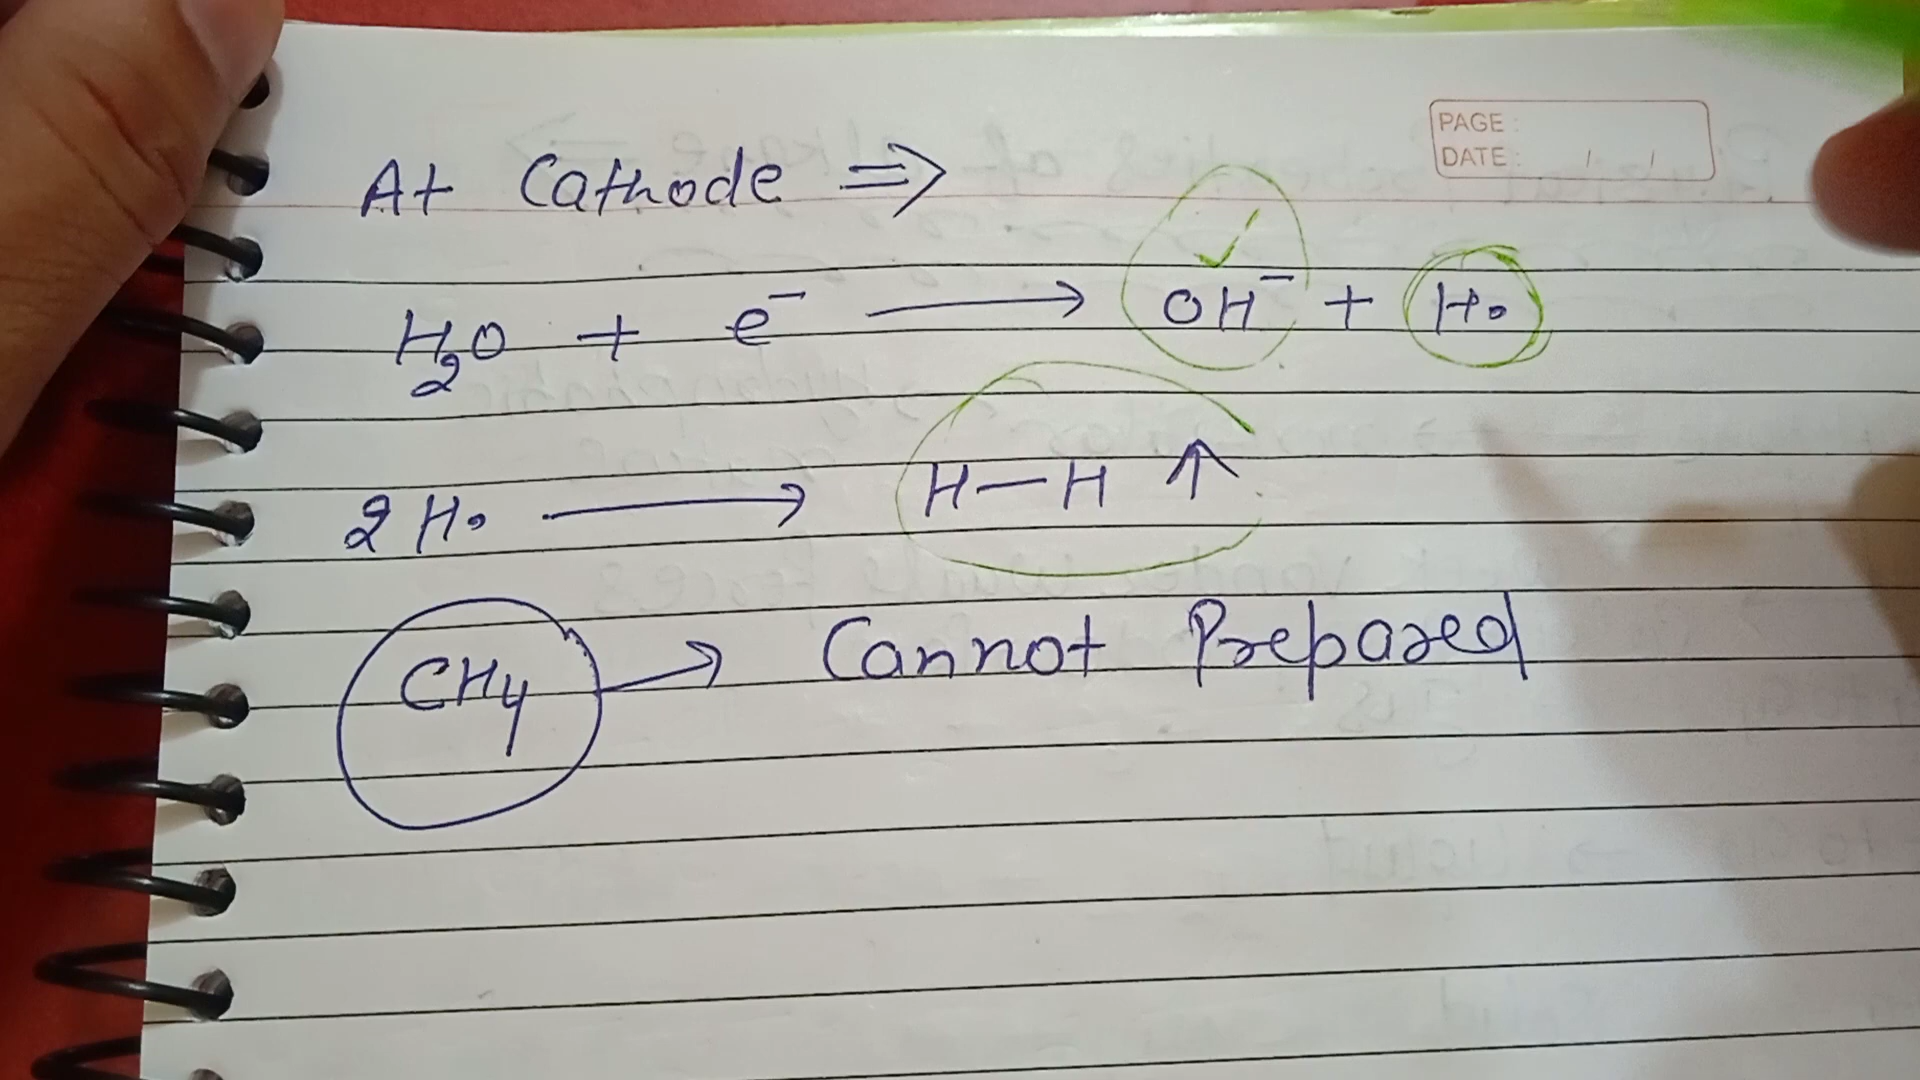 PAGE :
DATE : / /
At Cathode ⇒
H₂O + e⁻ → OH⁻ + H•
2H• → H—H ↑
CH4 → Cannot Prepared